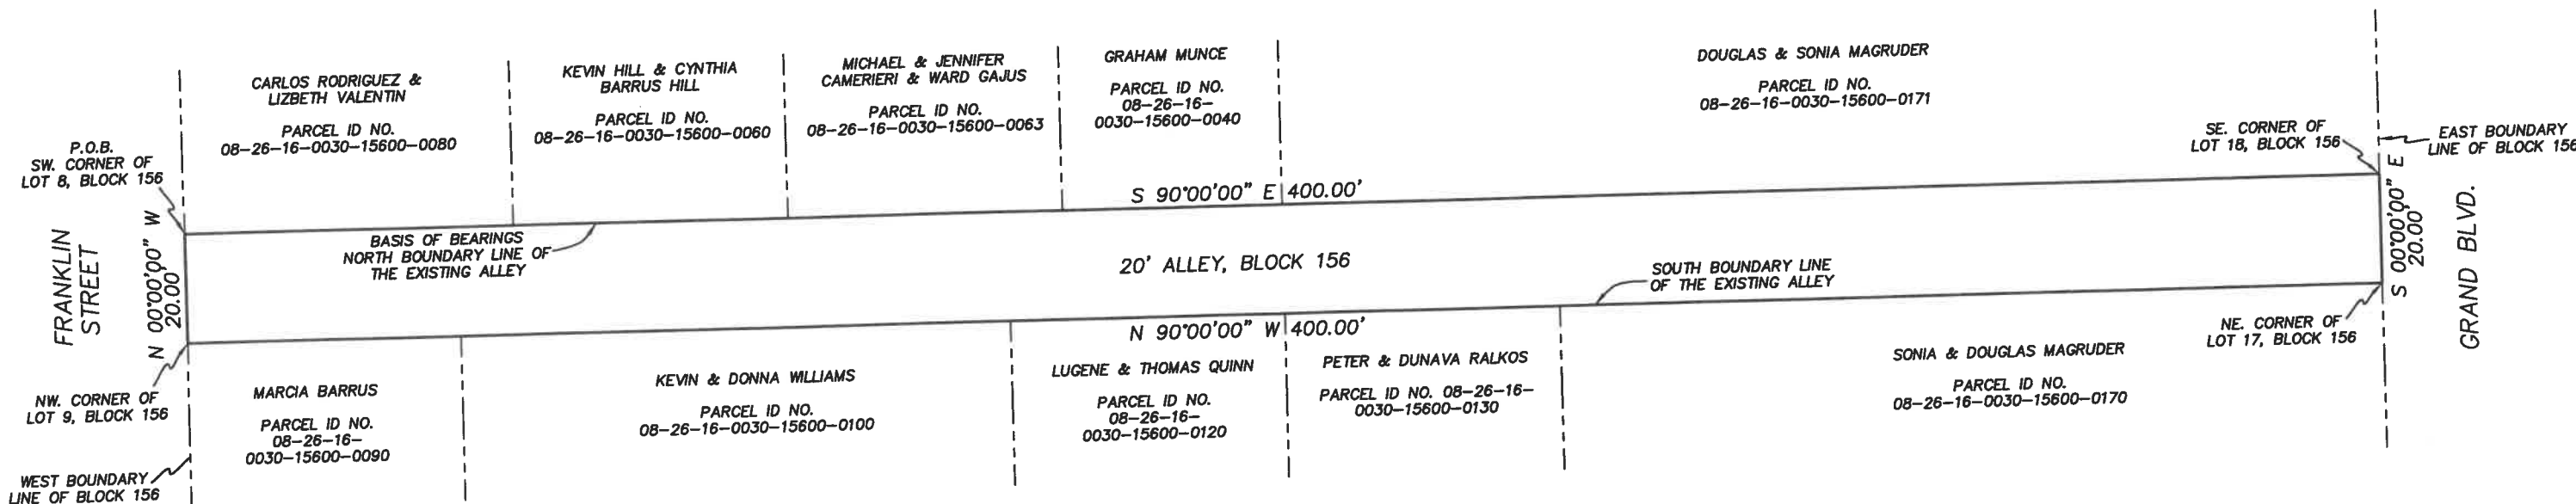 CARLOS RODRIGUEZ &
LIZBETH VALENTIN
PARCEL ID NO.
08-26-16-0030-15600-0080
KEVIN HILL & CYNTHIA
BARRUS HILL
PARCEL ID NO.
08-26-16-0030-15600-0060
MICHAEL & JENNIFER
CAMERIERI & WARD GAJUS
PARCEL ID NO.
08-26-16-0030-15600-0063
GRAHAM MUNCE
PARCEL ID NO.
08-26-16-
0030-15600-0040
DOUGLAS & SONIA MAGRUDER
PARCEL ID NO.
08-26-16-0030-15600-0171
P.O.B.
SW. CORNER OF
LOT 8, BLOCK 156
SE. CORNER OF
LOT 18, BLOCK 156
EAST BOUNDARY
LINE OF BLOCK 156
FRANKLIN
STREET
N 00°00'00" W
20.00'
S 90°00'00" E 400.00'
BASIS OF BEARINGS
NORTH BOUNDARY LINE OF
THE EXISTING ALLEY
20' ALLEY, BLOCK 156
SOUTH BOUNDARY LINE
OF THE EXISTING ALLEY
S 00°00'00" E
20.00'
GRAND BLVD.
N 90°00'00" W 400.00'
NW. CORNER OF
LOT 9, BLOCK 156
WEST BOUNDARY
LINE OF BLOCK 156
MARCIA BARRUS
PARCEL ID NO.
08-26-16-
0030-15600-0090
KEVIN & DONNA WILLIAMS
PARCEL ID NO.
08-26-16-0030-15600-0100
LUGENE & THOMAS QUINN
PARCEL ID NO.
08-26-16-
0030-15600-0120
PETER & DUNAVA RALKOS
PARCEL ID NO. 08-26-16-
0030-15600-0130
SONIA & DOUGLAS MAGRUDER
PARCEL ID NO.
08-26-16-0030-15600-0170
NE. CORNER OF
LOT 17, BLOCK 156